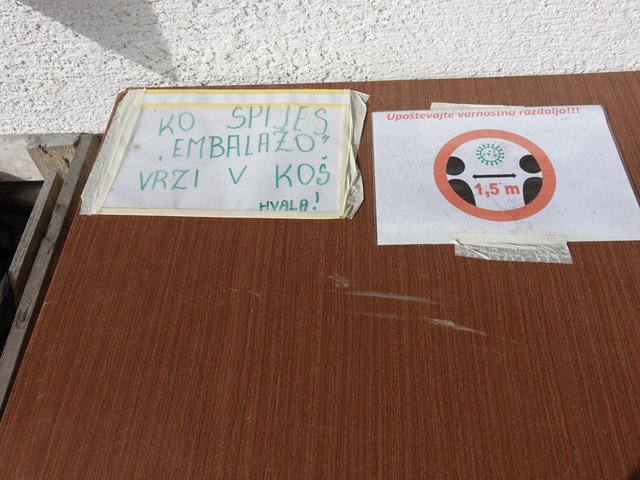 KO SPIJEŠ
„EMBALAŽO"
VRZI V KOŠ
HVALA!
Upoštevajte varnostno razdaljo!!!
1,5 m